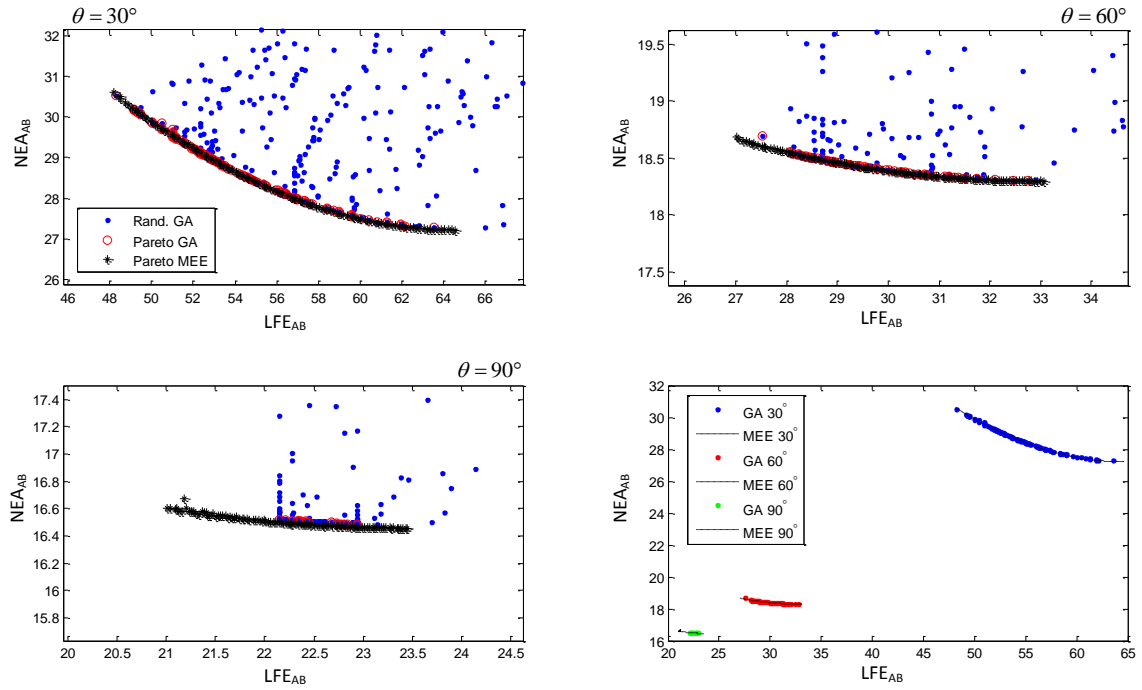 θ = 30°
32
31
30
29
28
27
26
NEA_AB
Rand. GA
Pareto GA
Pareto MEE
46 48 50 52 54 56 58 60 62 64 66
LFE_AB
θ = 60°
19.5
19
18.5
18
17.5
NEA_AB
26 27 28 29 30 31 32 33 34
LFE_AB
θ = 90°
17.4
17.2
17
16.8
16.6
16.4
16.2
16
15.8
NEA_AB
20 20.5 21 21.5 22 22.5 23 23.5 24 24.5
LFE_AB
32
30
28
26
24
22
20
18
16
NEA_AB
GA 30°
MEE 30°
GA 60°
MEE 60°
GA 90°
MEE 90°
20 25 30 35 40 45 50 55 60 65
LFE_AB